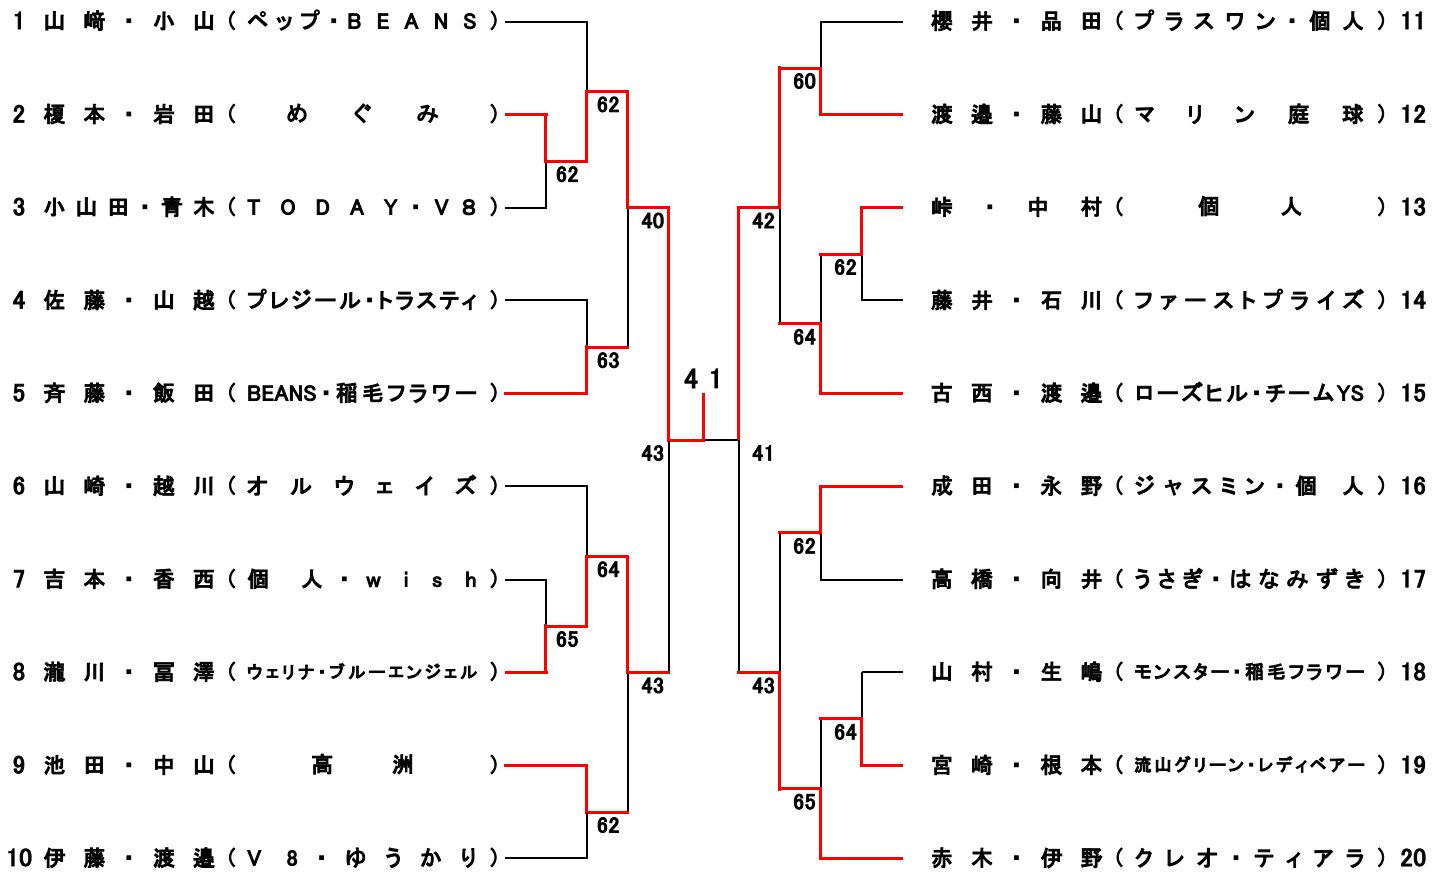 1 山﨑・小山(ペップ・BEANS)
2 榎本・岩田(めぐみ)
3 小山田・青木(TODAY・V8)
4 佐藤・山越(プレジール・トラスティ)
5 斉藤・飯田(BEANS・稲毛フラワー)
6 山崎・越川(オルウェイズ)
7 吉本・香西(個人・wish)
8 瀧川・冨澤(ウェリナ・ブルーエンジェル)
9 池田・中山(高洲)
10 伊藤・渡邉(V8・ゆうかり)
62
62
40
63
43
64
65
43
62
41
60
42
62
64
41
62
43
64
65
櫻井・品田(プラスワン・個人) 11
渡邉・藤山(マリン庭球) 12
峠・中村(個人) 13
藤井・石川(ファーストプライズ) 14
古西・渡邉(ローズヒル・チームYS) 15
成田・永野(ジャスミン・個人) 16
高橋・向井(うさぎ・はなみずき) 17
山村・生嶋(モンスター・稲毛フラワー) 18
宮崎・根本(流山グリーン・レディベアー) 19
赤木・伊野(クレオ・ティアラ) 20